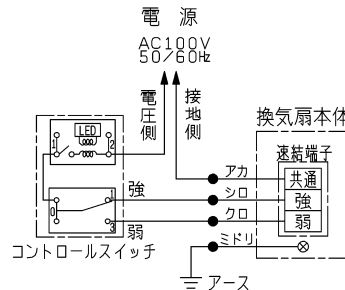 電 源
AC100V
50/60Hz
電圧側
接地側
換気扇本体
速結端子
LED
1
2
アカ
共通
強
1
シロ
強
0
クロ
弱
弱
3
ミドリ
コントロールスイッチ
アース